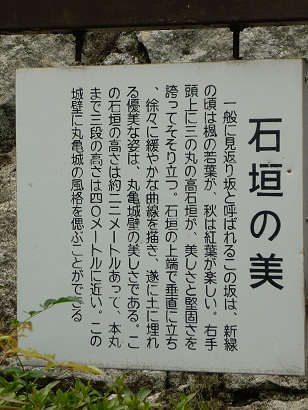 石垣の美
一般に見返り坂と呼ばれるこの坂は、新緑
の頃は楓の若葉が、秋は紅葉が楽しい。右手
頭上に三の丸の高石垣が、美しさと堅固さを
誇ってそそり立つ。石垣の上端で垂直に立ち
、徐々に緩やかな曲線を描き、遂に土に埋れ
る優美な姿は、丸亀城壁の美しさである。こ
の石垣の高さは約二二メートルあって、本丸
まで三段の高さは四〇メートルに近い。この
城壁に丸亀城の風格を偲ぶことができる